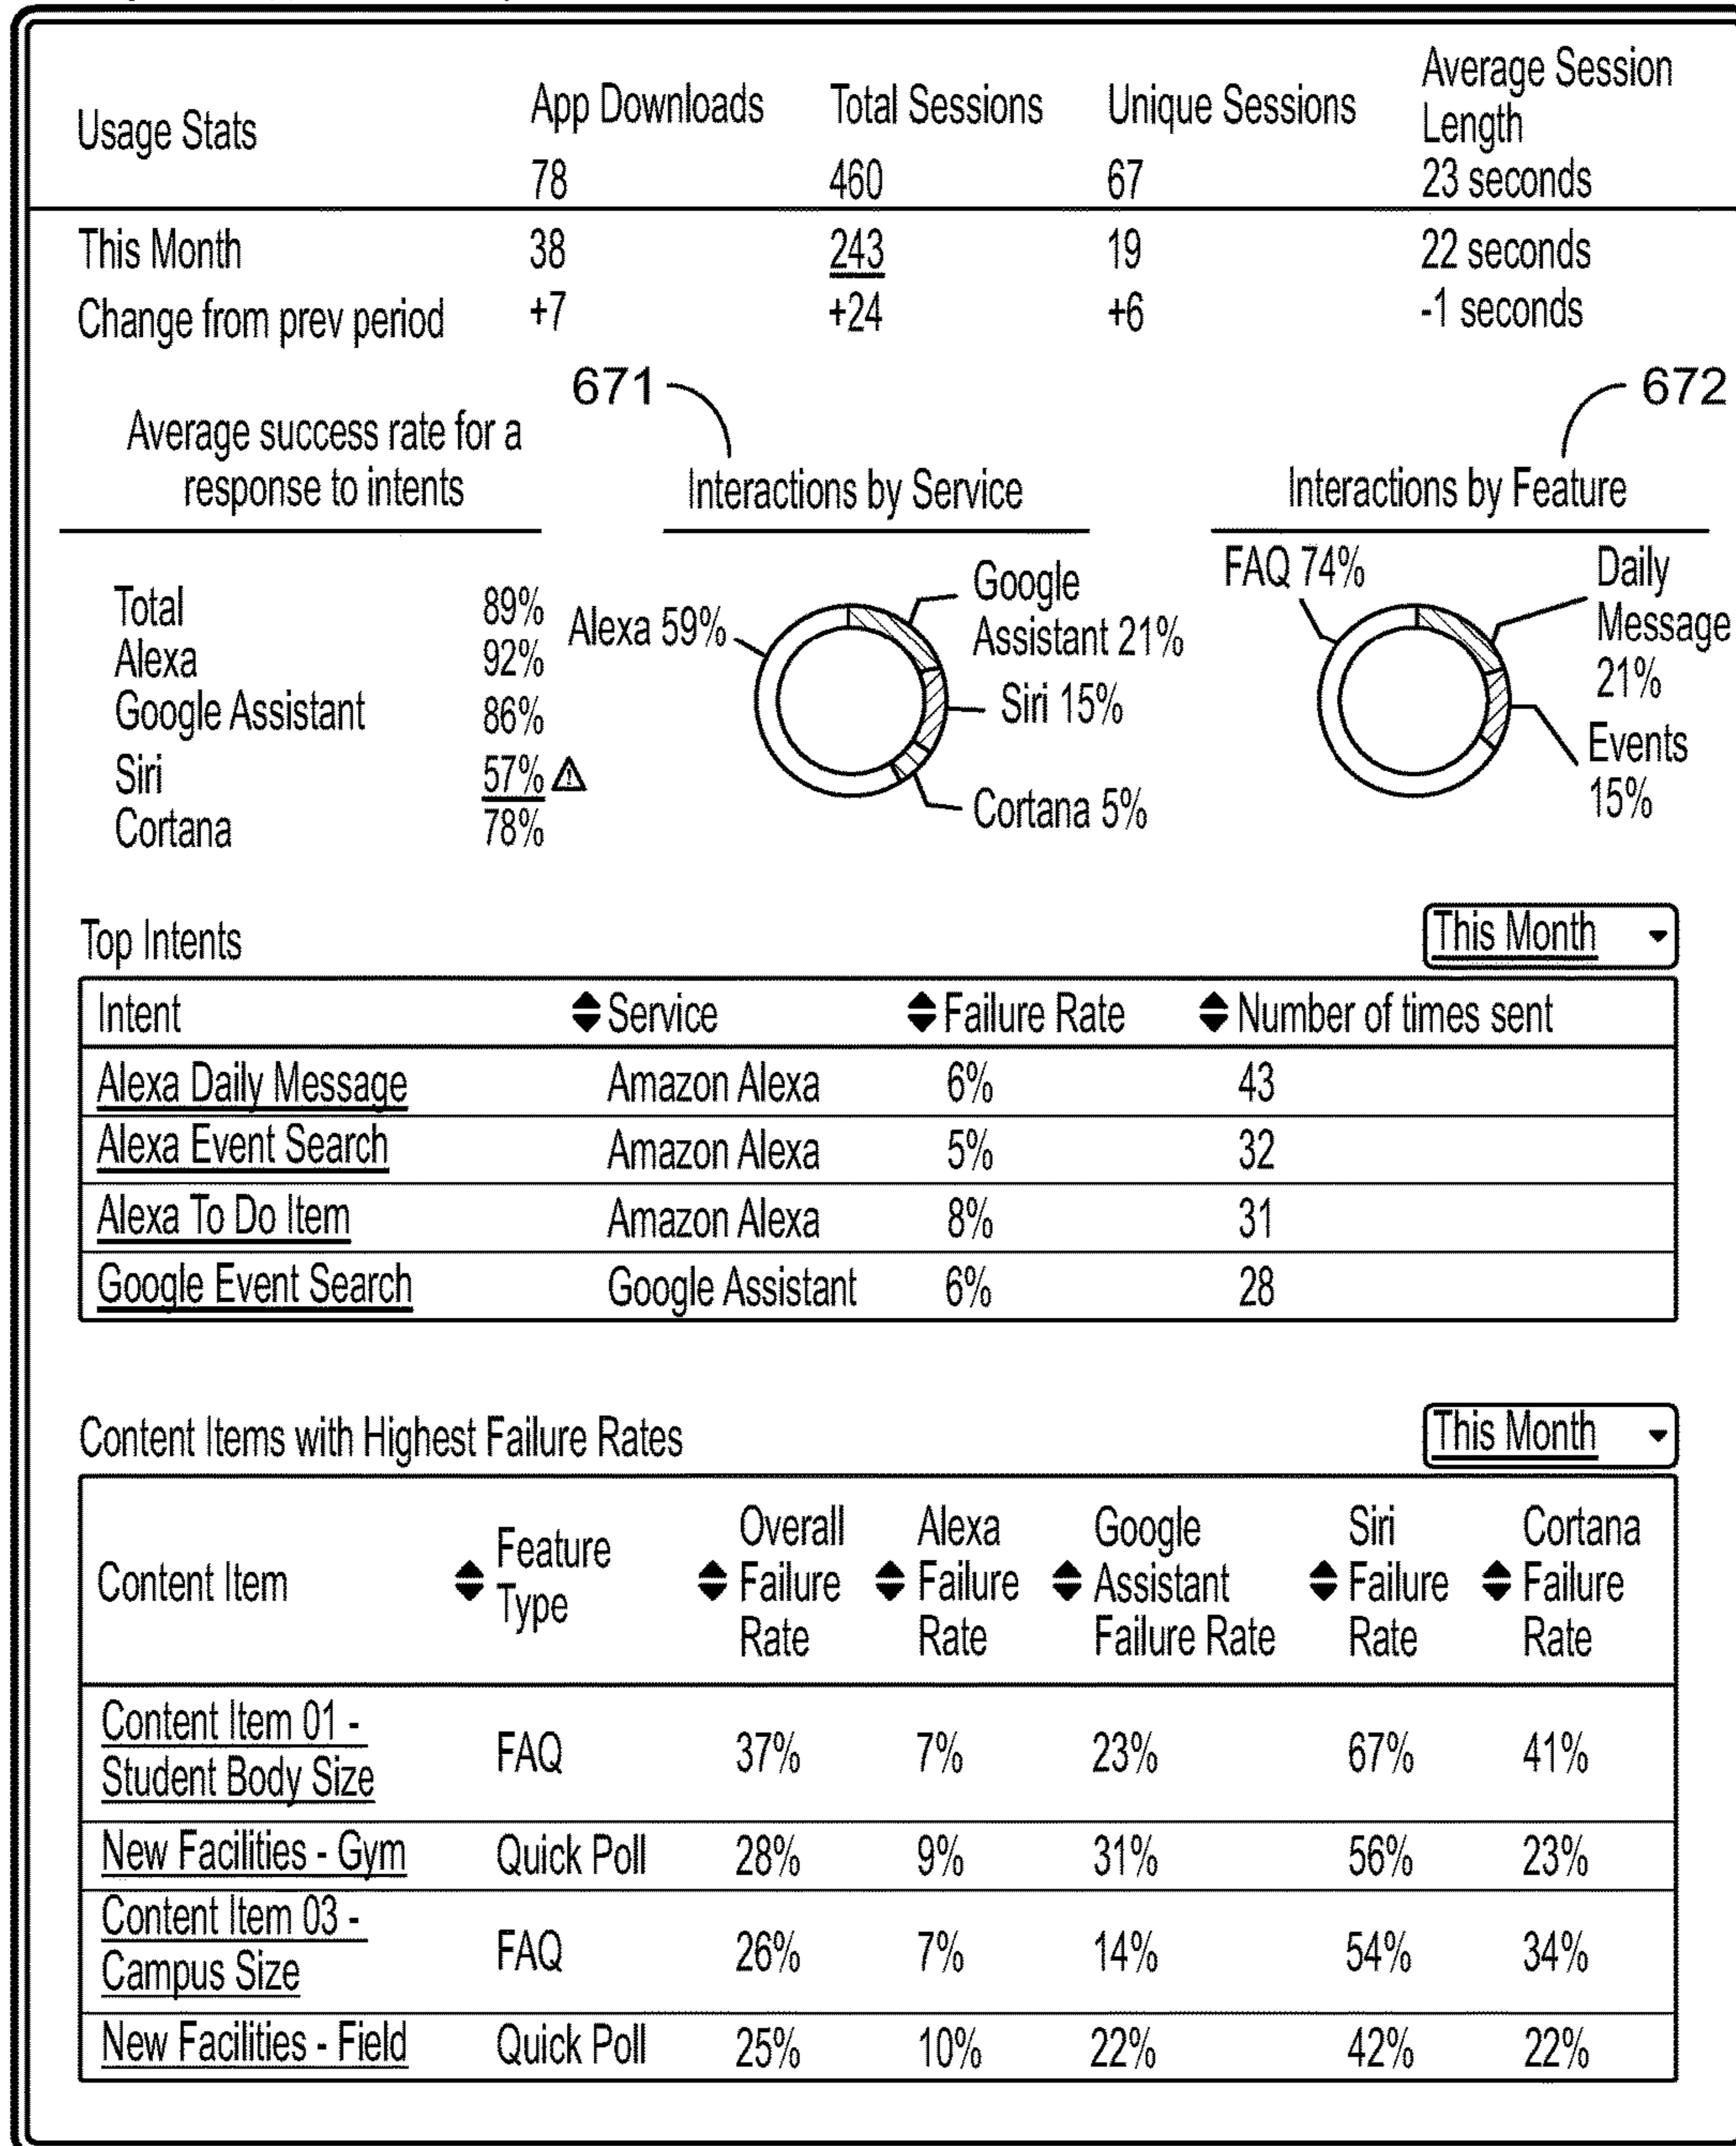 Usage Stats App Downloads Total Sessions Unique Sessions Average Session Length
78 460 67 23 seconds
This Month 38 243 19 22 seconds
Change from prev period +7 +24 +6 -1 seconds
671 672
Average success rate for a
response to intents
Total 89%
Alexa 92%
Google Assistant 86%
Siri 57%
Cortana 78%
Interactions by Service
Alexa 59%
Google
Assistant 21%
Siri 15%
Cortana 5%
Interactions by Feature
FAQ 74%
Daily
Message
21%
Events
15%
Top Intents This Month
Intent Service Failure Rate Number of times sent
Alexa Daily Message Amazon Alexa 6% 43
Alexa Event Search Amazon Alexa 5% 32
Alexa To Do Item Amazon Alexa 8% 31
Google Event Search Google Assistant 6% 28
Content Items with Highest Failure Rates This Month
Content Item Feature Type Overall Failure Rate Alexa Failure Rate Google Assistant Failure Rate Siri Failure Rate Cortana Failure Rate
Content Item 01 -
Student Body Size FAQ 37% 7% 23% 67% 41%
New Facilities - Gym Quick Poll 28% 9% 31% 56% 23%
Content Item 03 -
Campus Size FAQ 26% 7% 14% 54% 34%
New Facilities - Field Quick Poll 25% 10% 22% 42% 22%